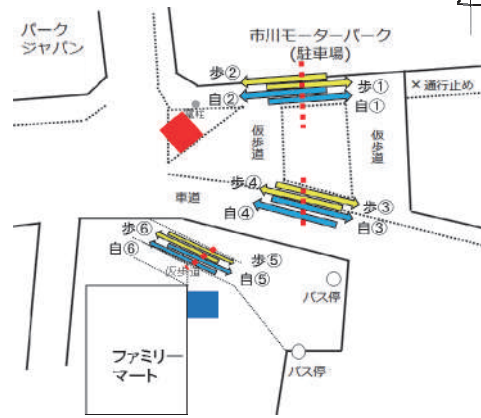 パーク
ジャパン
市川モーターパーク
(駐車場)
歩②
歩①
自②
自①
×通行止め
電柱
仮歩道
仮歩道
車道
歩④
歩③
自④
自③
歩⑥
自⑥
歩⑤
自⑤
仮歩道
バス停
ファミリー
マート
バス停